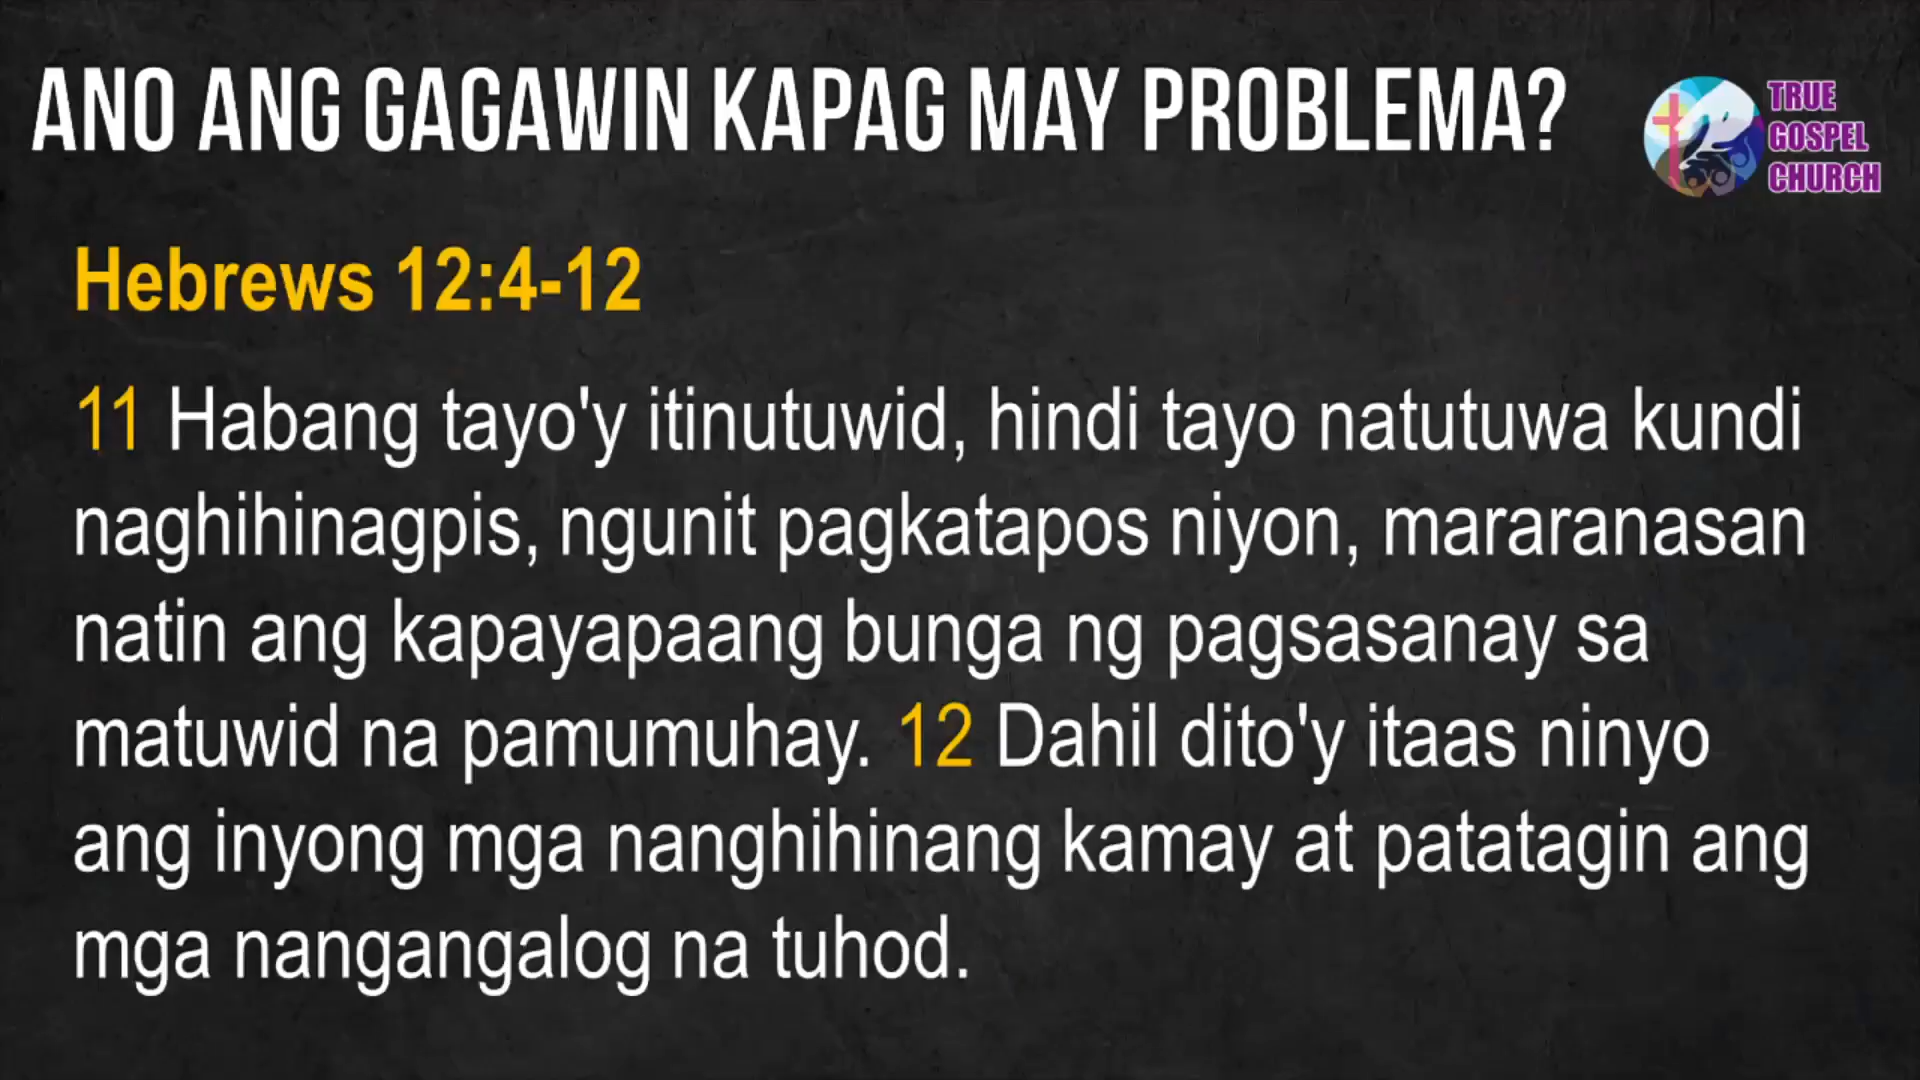 ANO ANG GAGAWIN KAPAG MAY PROBLEMA?
TRUE
GOSPEL
CHURCH
Hebrews 12:4-12
11 Habang tayo'y itinutuwid, hindi tayo natutuwa kundi
naghihinagpis, ngunit pagkatapos niyon, mararanasan
natin ang kapayapaang bunga ng pagsasanay sa
matuwid na pamumuhay. 12 Dahil dito'y itaas ninyo
ang inyong mga nanghihinang kamay at patatagin ang
mga nangangalog na tuhod.